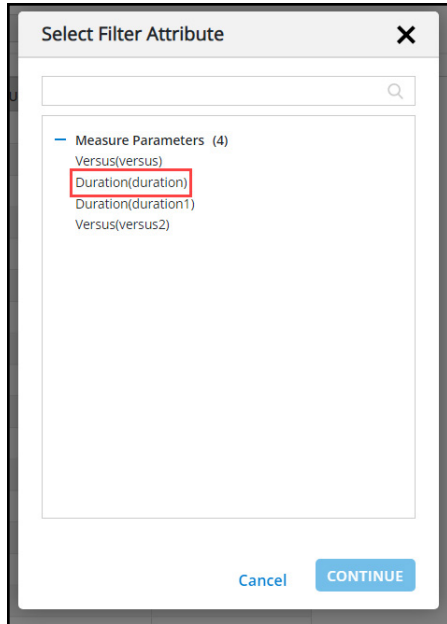 Select Filter Attribute
Measure Parameters (4)
Versus(versus)
Duration(duration)
Duration(duration1)
Versus(versus2)
Cancel
CONTINUE